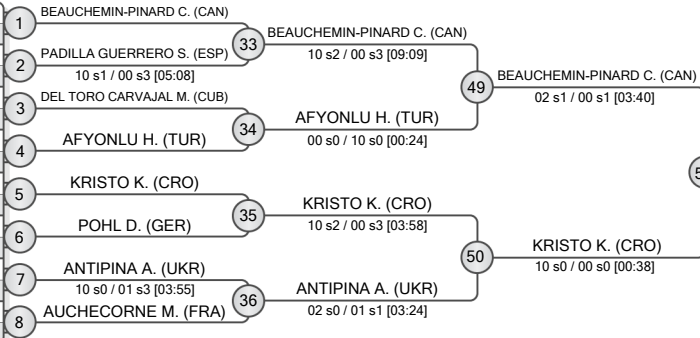 1 BEAUCHEMIN-PINARD C. (CAN)
2 PADILLA GUERRERO S. (ESP)
10 s1 / 00 s3 [05:08]
33 BEAUCHEMIN-PINARD C. (CAN)
10 s2 / 00 s3 [09:09]
3 DEL TORO CARVAJAL M. (CUB)
4 AFYONLU H. (TUR)
34 AFYONLU H. (TUR)
00 s0 / 10 s0 [00:24]
49 BEAUCHEMIN-PINARD C. (CAN)
02 s1 / 00 s1 [03:40]
5 KRISTO K. (CRO)
6 POHL D. (GER)
35 KRISTO K. (CRO)
10 s2 / 00 s3 [03:58]
7 ANTIPINA A. (UKR)
10 s0 / 01 s3 [03:55]
8 AUCHECORNE M. (FRA)
36 ANTIPINA A. (UKR)
02 s0 / 01 s1 [03:24]
50 KRISTO K. (CRO)
10 s0 / 00 s0 [00:38]